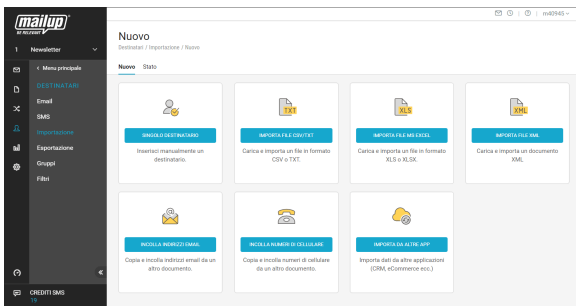 mailup
BE RELEVANT
m40945
1 Newsletter
< Menu principale
DESTINATARI
Email
SMS
Importazione
Esportazione
Gruppi
Filtri
CREDITI SMS
19
Nuovo
Destinatari / Importazione / Nuovo
Nuovo Stato
SINGOLO DESTINATARIO
Inserisci manualmente un
destinatario.
TXT
IMPORTA FILE CSV/TXT
Carica e importa un file in formato
CSV o TXT.
XLS
IMPORTA FILE MS EXCEL
Carica e importa un file in formato
XLS o XLSX.
XML
IMPORTA FILE XML
Carica e importa un documento
XML
INCOLLA INDIRIZZI EMAIL
Copia e incolla indirizzi email da un
altro documento.
INCOLLA NUMERI DI CELLULARE
Copia e incolla numeri di cellulare
da un altro documento.
IMPORTA DA ALTRE APP
Importa dati da altre applicazioni
(CRM, eCommerce ecc.)